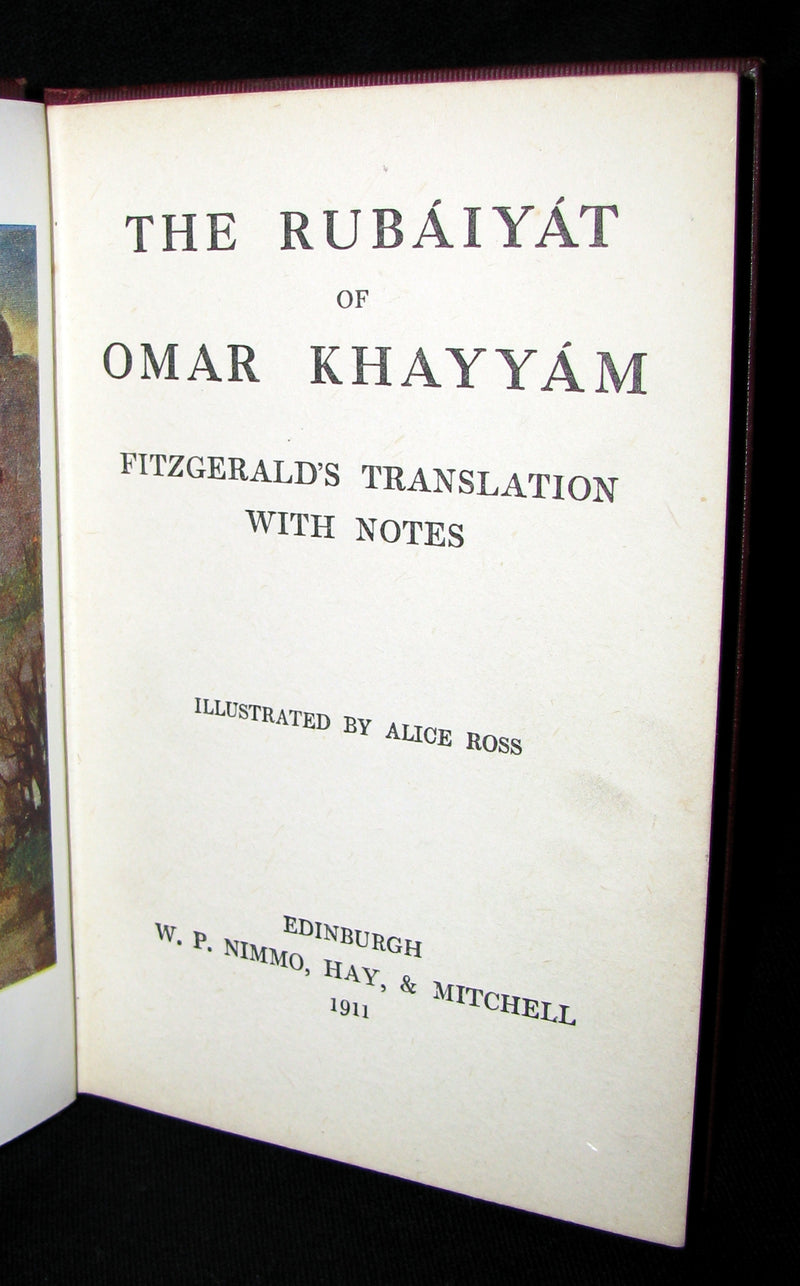 THE RUBÁIYÁT
OF
OMAR KHAYYÁM
FITZGERALD'S TRANSLATION
WITH NOTES
ILLUSTRATED BY ALICE ROSS
EDINBURGH
W. P. NIMMO, HAY, & MITCHELL
1911